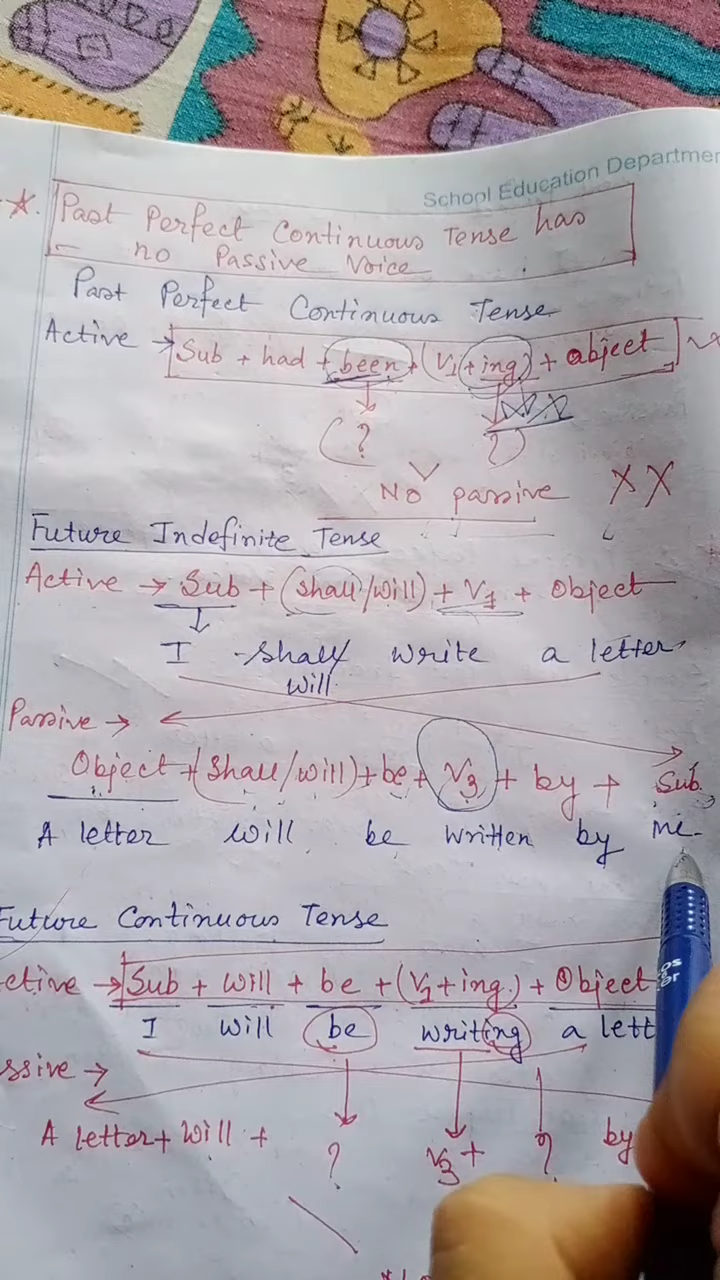 School Education Departmen
Past Perfect Continuous Tense has
no Passive Voice
Past Perfect Continuous Tense
Active → Sub + had + been + (V1 + ing) + object
(? ?)
No passive XX
Future Indefinite Tense
Active → Sub + (shall/will) + V1 + Object
I shall write a letter
will
Passive →
Object + (Shall/will) + be + V3 + by + Sub
A letter will be written by me.
Future Continuous Tense
ctive → Sub + will + be + (V1+ing) + Object
I will be writing a lett
ssive →
A letter + Will + ? V3 + ? by